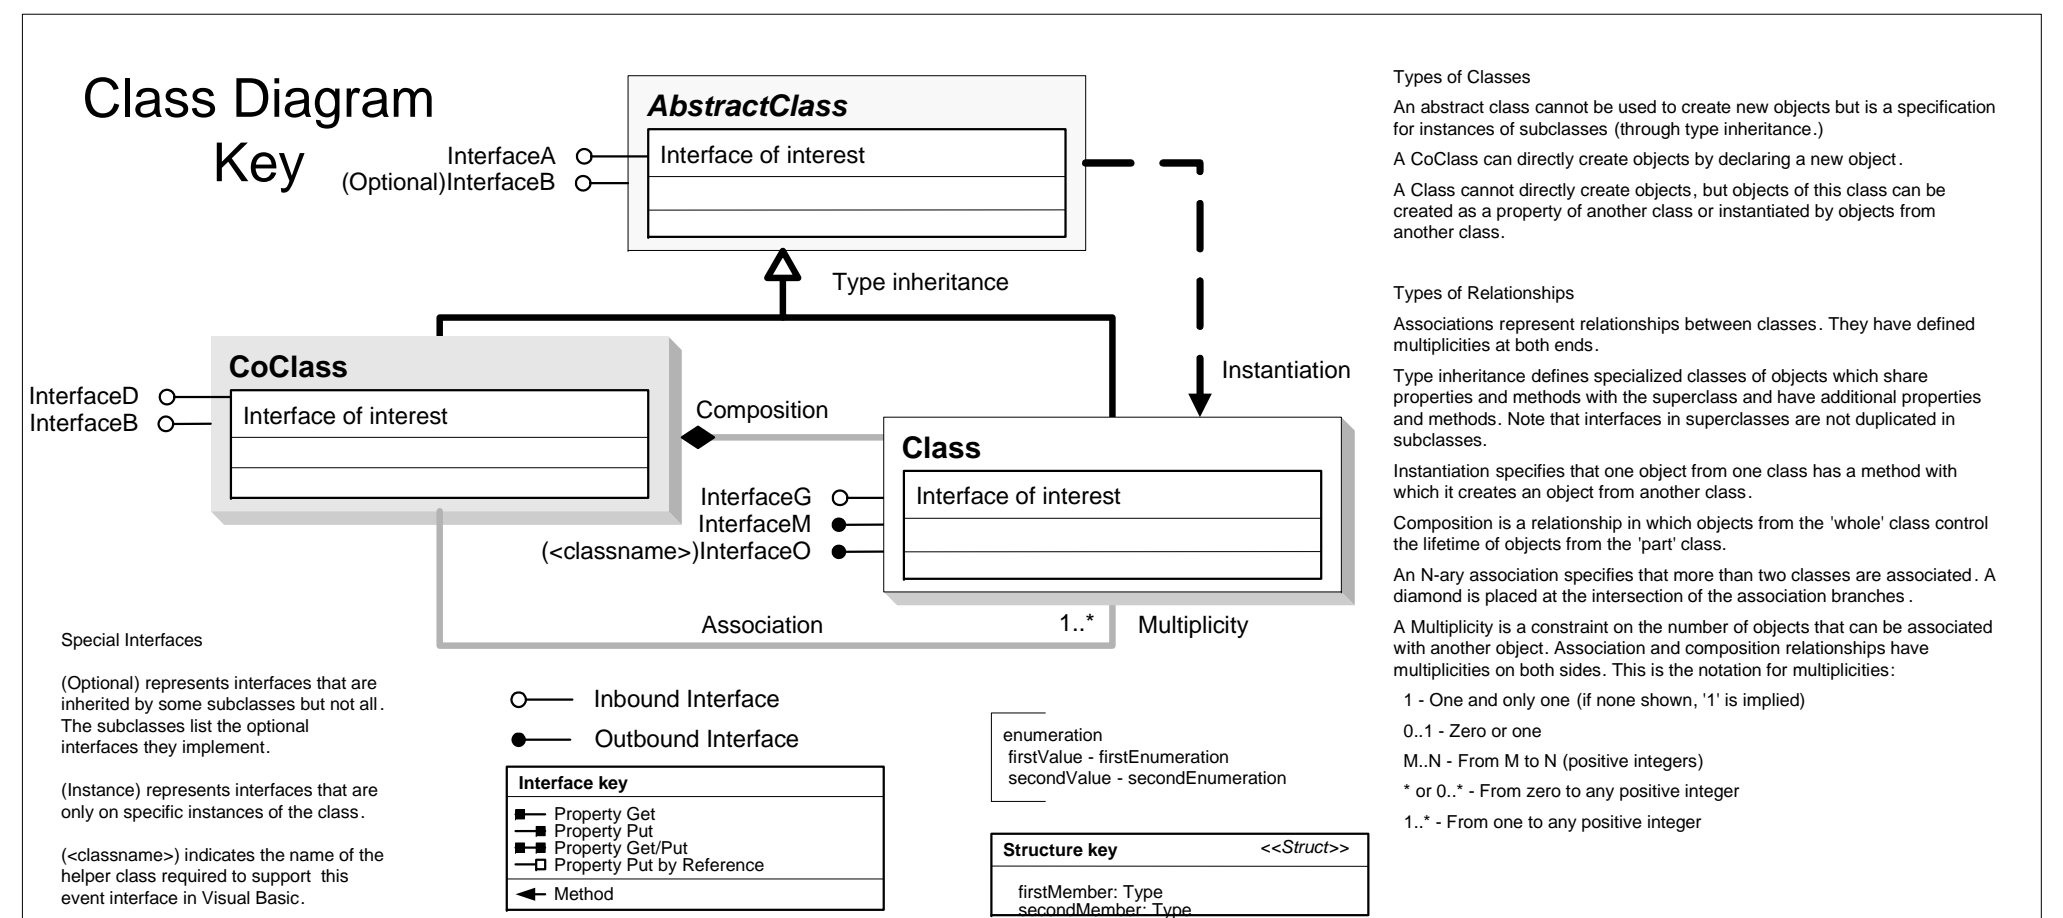 Class Diagram
Key
AbstractClass
Interface of interest
InterfaceA
(Optional)InterfaceB
Type inheritance
CoClass
Interface of interest
InterfaceD
InterfaceB
Composition
Instantiation
Class
Interface of interest
InterfaceG
InterfaceM
(<classname>)InterfaceO
Association
1..*
Multiplicity
Special Interfaces
(Optional) represents interfaces that are
inherited by some subclasses but not all.
The subclasses list the optional
interfaces they implement.
(Instance) represents interfaces that are
only on specific instances of the class.
(<classname>) indicates the name of the
helper class required to support this
event interface in Visual Basic.
Inbound Interface
Outbound Interface
Interface key
Property Get
Property Put
Property Get/Put
Property Put by Reference
Method
enumeration
firstValue - firstEnumeration
secondValue - secondEnumeration
Structure key <<Struct>>
firstMember: Type
secondMember: Type
Types of Classes
An abstract class cannot be used to create new objects but is a specification
for instances of subclasses (through type inheritance.)
A CoClass can directly create objects by declaring a new object.
A Class cannot directly create objects, but objects of this class can be
created as a property of another class or instantiated by objects from
another class.
Types of Relationships
Associations represent relationships between classes. They have defined
multiplicities at both ends.
Type inheritance defines specialized classes of objects which share
properties and methods with the superclass and have additional properties
and methods. Note that interfaces in superclasses are not duplicated in
subclasses.
Instantiation specifies that one object from one class has a method with
which it creates an object from another class.
Composition is a relationship in which objects from the 'whole' class control
the lifetime of objects from the 'part' class.
An N-ary association specifies that more than two classes are associated. A
diamond is placed at the intersection of the association branches.
A Multiplicity is a constraint on the number of objects that can be associated
with another object. Association and composition relationships have
multiplicities on both sides. This is the notation for multiplicities:
1 - One and only one (if none shown, '1' is implied)
0..1 - Zero or one
M..N - From M to N (positive integers)
* or 0..* - From zero to any positive integer
1..* - From one to any positive integer